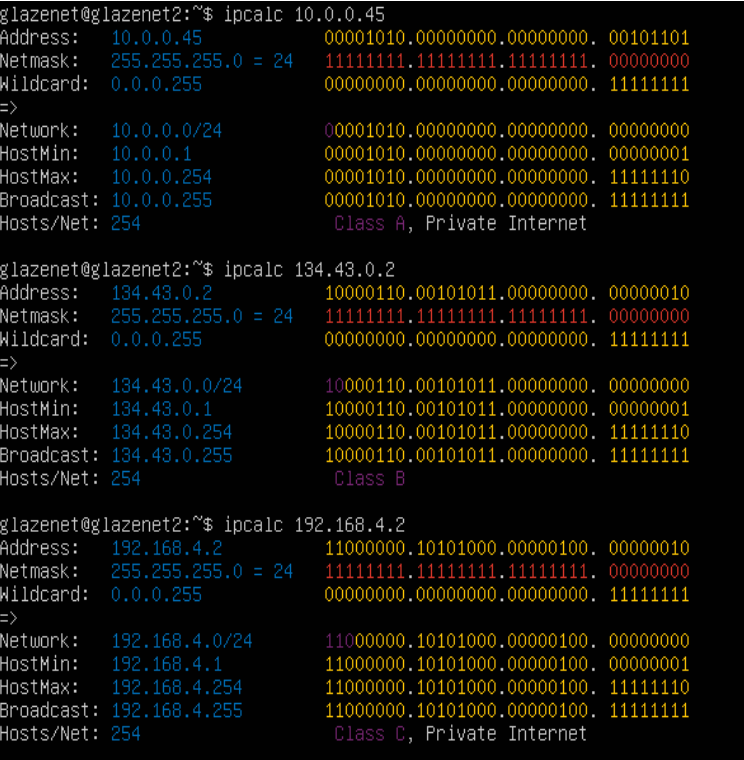 glazenet@glazenet2:~$ ipcalc 10.0.0.45
Address:   10.0.0.45            00001010.00000000.00000000. 00101101
Netmask:   255.255.255.0 = 24   11111111.11111111.11111111. 00000000
Wildcard:  0.0.0.255            00000000.00000000.00000000. 11111111
=>
Network:   10.0.0.0/24          00001010.00000000.00000000. 00000000
HostMin:   10.0.0.1             00001010.00000000.00000000. 00000001
HostMax:   10.0.0.254           00001010.00000000.00000000. 11111110
Broadcast: 10.0.0.255           00001010.00000000.00000000. 11111111
Hosts/Net: 254                   Class A, Private Internet

glazenet@glazenet2:~$ ipcalc 134.43.0.2
Address:   134.43.0.2           10000110.00101011.00000000. 00000010
Netmask:   255.255.255.0 = 24   11111111.11111111.11111111. 00000000
Wildcard:  0.0.0.255            00000000.00000000.00000000. 11111111
=>
Network:   134.43.0.0/24        10000110.00101011.00000000. 00000000
HostMin:   134.43.0.1           10000110.00101011.00000000. 00000001
HostMax:   134.43.0.254         10000110.00101011.00000000. 11111110
Broadcast: 134.43.0.255         10000110.00101011.00000000. 11111111
Hosts/Net: 254                   Class B

glazenet@glazenet2:~$ ipcalc 192.168.4.2
Address:   192.168.4.2          11000000.10101000.00000100. 00000010
Netmask:   255.255.255.0 = 24   11111111.11111111.11111111. 00000000
Wildcard:  0.0.0.255            00000000.00000000.00000000. 11111111
=>
Network:   192.168.4.0/24       11000000.10101000.00000100. 00000000
HostMin:   192.168.4.1          11000000.10101000.00000100. 00000001
HostMax:   192.168.4.254        11000000.10101000.00000100. 11111110
Broadcast: 192.168.4.255        11000000.10101000.00000100. 11111111
Hosts/Net: 254                   Class C, Private Internet